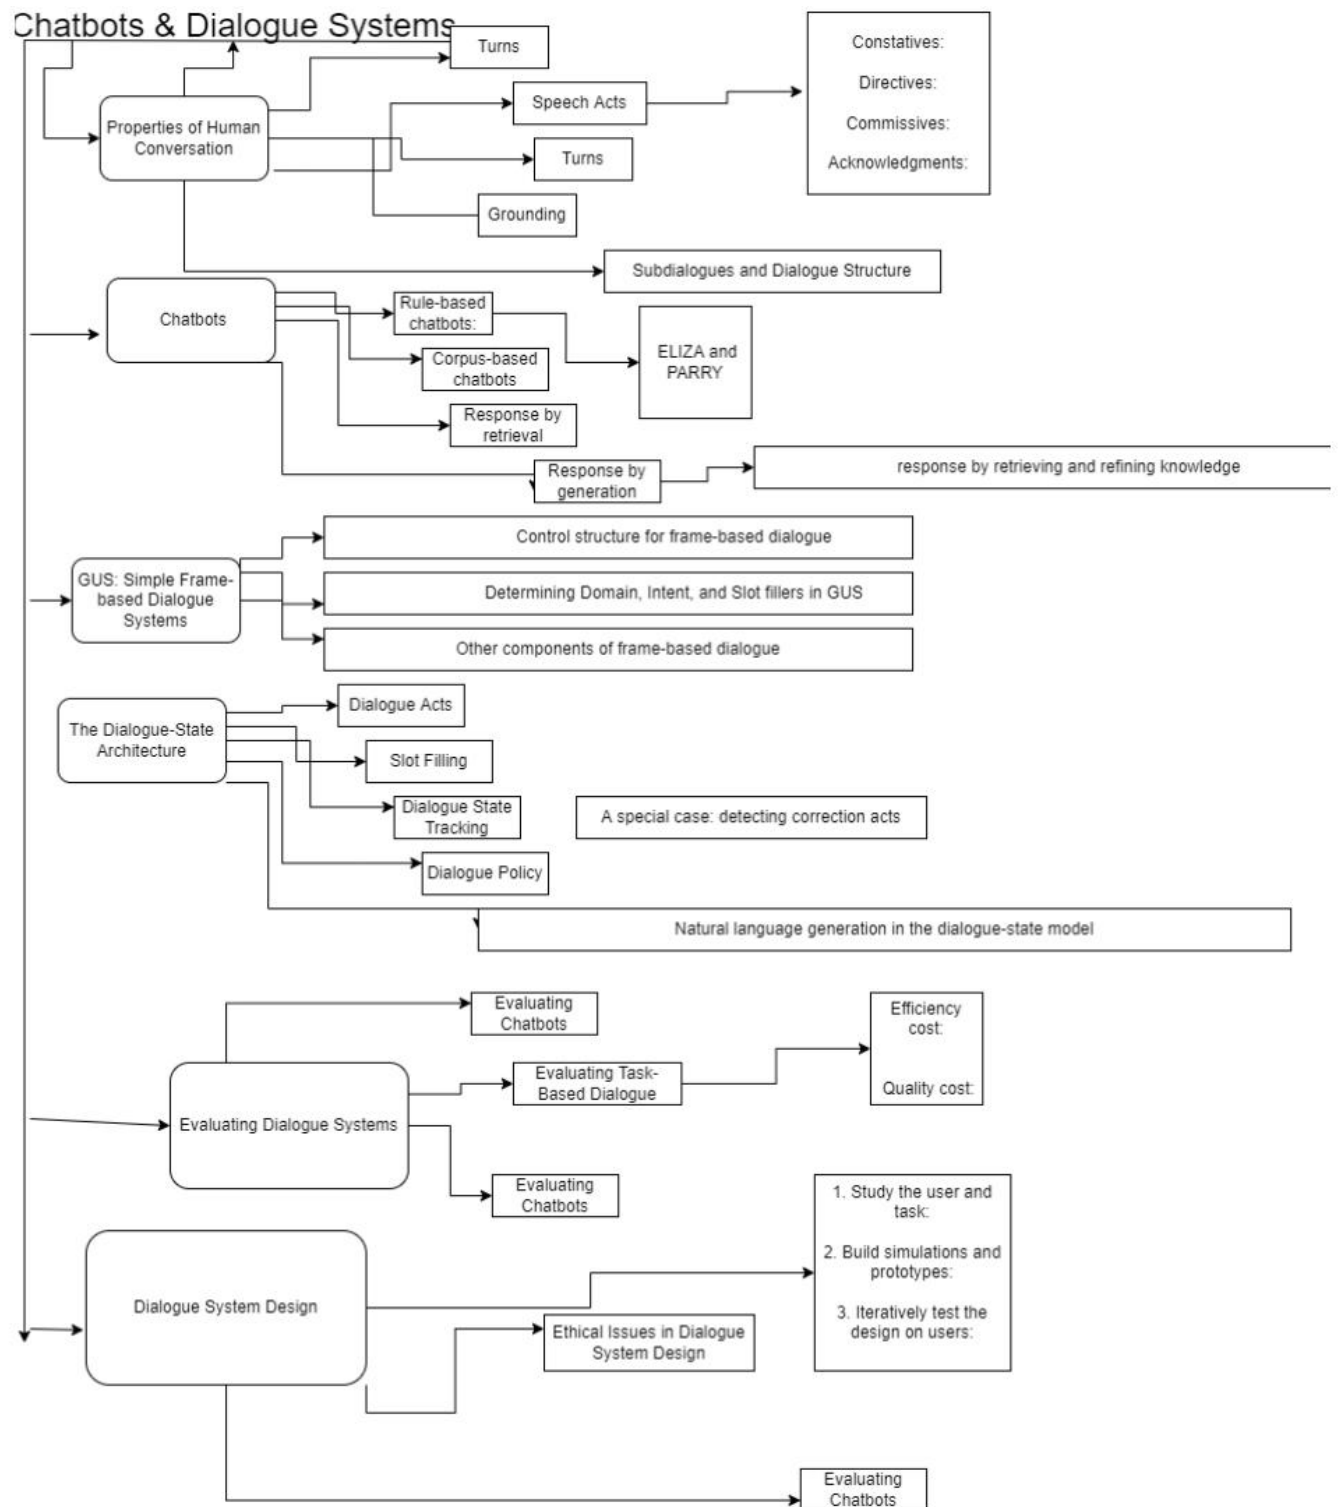 Chatbots & Dialogue Systems
Turns
Constatives:
Directives:
Commissives:
Acknowledgments:
Speech Acts
Properties of Human
Conversation
Turns
Grounding
Subdialogues and Dialogue Structure
Chatbots
Rule-based
chatbots:
ELIZA and
PARRY
Corpus-based
chatbots
Response by
retrieval
Response by
generation
response by retrieving and refining knowledge
GUS: Simple Frame-
based Dialogue
Systems
Control structure for frame-based dialogue
Determining Domain, Intent, and Slot fillers in GUS
Other components of frame-based dialogue
The Dialogue-State
Architecture
Dialogue Acts
Slot Filling
Dialogue State
Tracking
A special case: detecting correction acts
Dialogue Policy
Natural language generation in the dialogue-state model
Evaluating
Chatbots
Efficiency
cost:
Quality cost:
Evaluating Task-
Based Dialogue
Evaluating Dialogue Systems
Evaluating
Chatbots
1. Study the user and
task:
2. Build simulations and
prototypes:
3. Iteratively test the
design on users:
Dialogue System Design
Ethical Issues in Dialogue
System Design
Evaluating
Chatbots